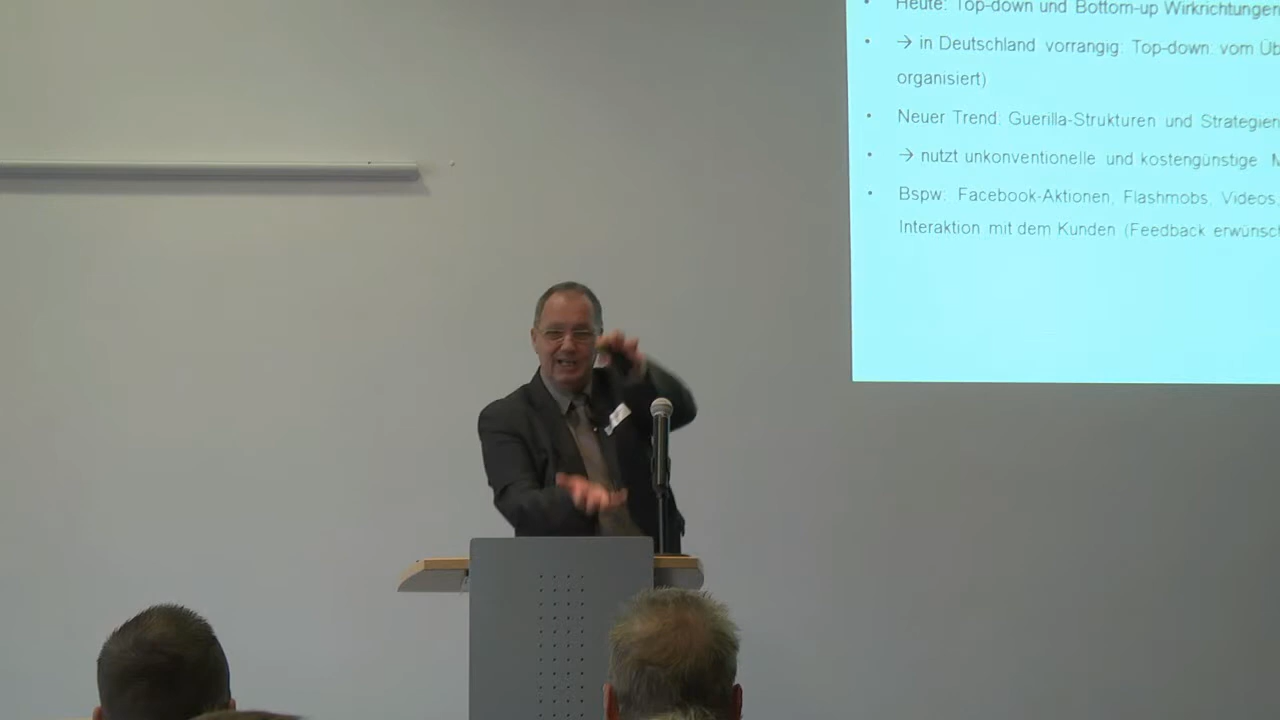 Heute: Top-down und Bottom-up Wirkrichtungen
→ in Deutschland vorrangig: Top-down: vom
organisiert)
Neuer Trend: Guerilla-Strukturen und Strategien
→ nutzt unkonventionelle und kostengünstige
Bspw: Facebook-Aktionen, Flashmobs, Videos,
Interaktion mit dem Kunden (Feedback